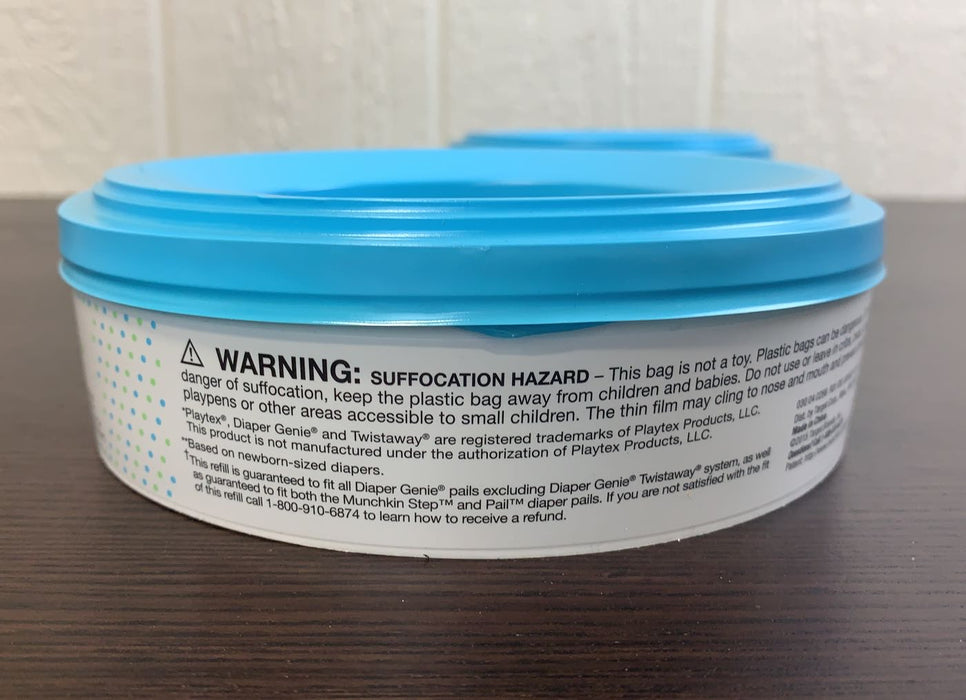 WARNING: SUFFOCATION HAZARD – This bag is not a toy. Plastic bags can be
danger of suffocation, keep the plastic bag away from children and babies. Do not use or leave in
playpens or other areas accessible to small children. The thin film may cling to nose and mouth and
*Playtex®, Diaper Genie® and Twistaway® are registered trademarks of Playtex Products, LLC.
This product is not manufactured under the authorization of Playtex Products, LLC.
**Based on newborn-sized diapers.
†This refill is guaranteed to fit all Diaper Genie® pails excluding Diaper Genie® Twistaway® system, as well
as guaranteed to fit both the Munchkin Step™ and Pail™ diaper pails. If you are not satisfied with the fit
of this refill call 1-800-910-6874 to learn how to receive a refund.
Made in China